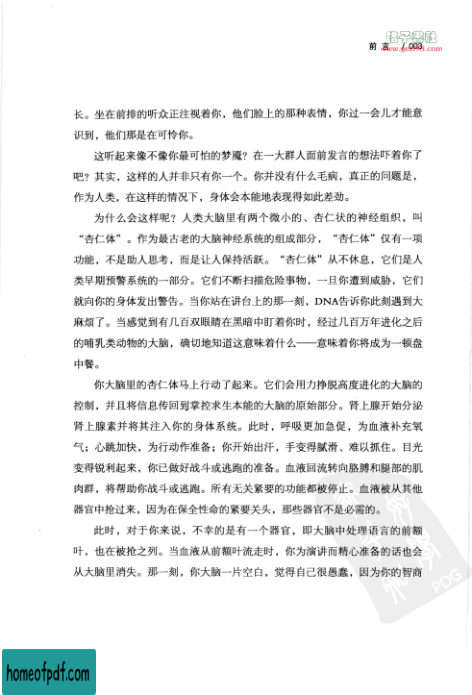 格子書社
前 言 / 003
长。坐在前排的听众正注视着你，他们脸上的那种表情，你过一会儿才能意
识到，他们那是在可怜你。
这听起来像不像你最可怕的梦魇？在一大群人面前发言的想法吓着你了
吧？其实，这样的人并非只有你一个。你并没有什么毛病，真正的问题是，
作为人类，在这样的情况下，身体会本能地表现得如此差劲。
为什么会这样呢？人类大脑里有两个微小的、杏仁状的神经组织，叫
“杏仁体”。作为最古老的大脑神经系统的组成部分，“杏仁体”仅有一项
功能，不是助人思考，而是让人保持活跃。“杏仁体”从不休息，它们是人
类早期预警系统的一部分。它们不断扫描危险事物，一旦你遭到威胁，它们
就向你的身体发出警告。当你站在讲台上的那一刻，DNA告诉你此刻遇到大
麻烦了。当感觉到有几百双眼睛在黑暗中盯着你时，经过几百万年进化之后
的哺乳类动物的大脑，确切地知道这意味着什么——意味着你将成为一顿盘
中餐。
你大脑里的杏仁体马上行动了起来。它们会用力挣脱高度进化的大脑的
控制，并且将信息传回到掌控求生本能的大脑的原始部分。肾上腺开始分泌
肾上腺素并将其注入你的身体系统。此时，呼吸更加急促，为血液补充氧
气；心跳加快，为行动作准备；你开始出汗，手变得腻滑、难以抓住。目光
变得锐利起来，你已做好战斗或逃跑的准备。血液回流转向胳膊和腿部的肌
肉群，将帮助你战斗或逃跑。所有无关紧要的功能都被停止。血液被从其他
器官中抢过来，因为在保全性命的紧要关头，那些器官不是必需的。
此时，对于你来说，不幸的是有一个器官，即大脑中处理语言的前额
叶，也在被抢之列。当血液从前额叶流走时，你为演讲而精心准备的话也会
从大脑里消失。那一刻，你大脑一片空白，觉得自己很愚蠢，因为你的智商
PDG
homeofpdf.com